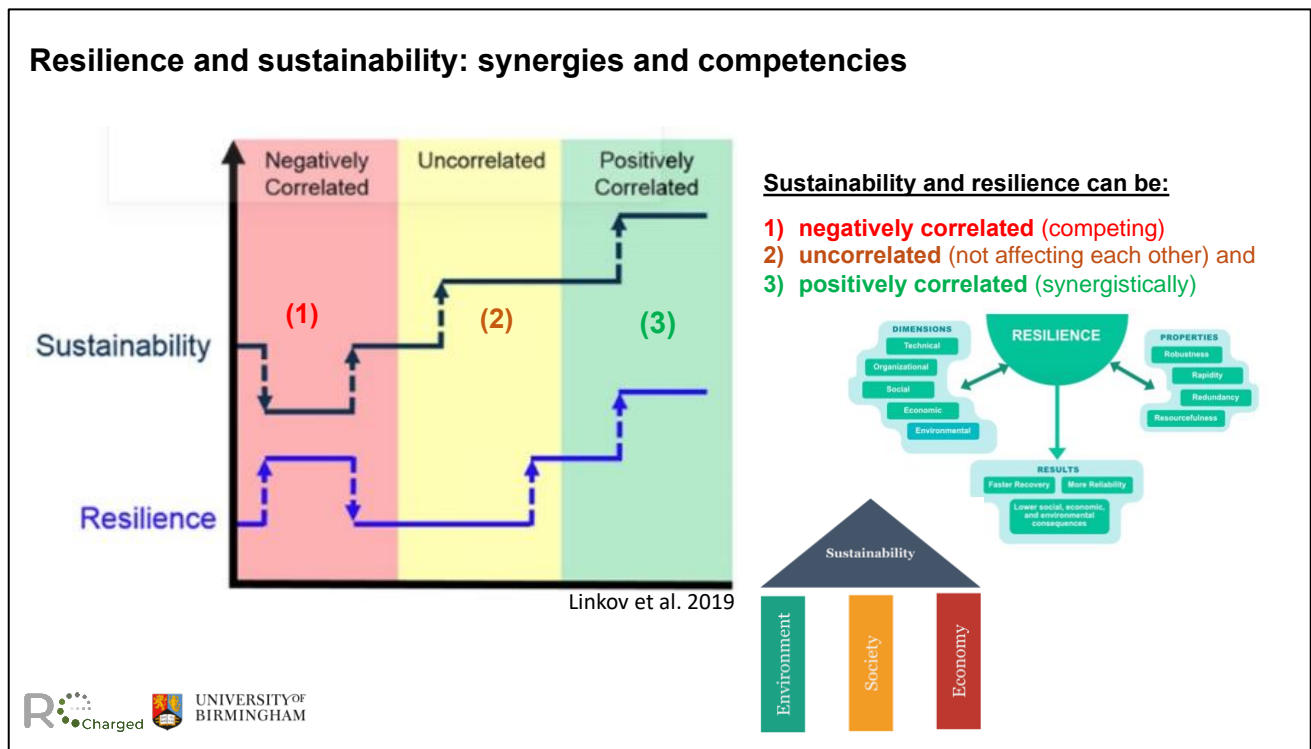 Resilience and sustainability: synergies and competencies
Negatively
Correlated
Uncorrelated
Positively
Correlated
(1)
(2)
(3)
Sustainability
Resilience
Linkov et al. 2019
Sustainability and resilience can be:
1) negatively correlated (competing)
2) uncorrelated (not affecting each other) and
3) positively correlated (synergistically)
DIMENSIONS
Technical
Organizational
Social
Economic
Environmental
RESILIENCE
PROPERTIES
Robustness
Rapidity
Redundancy
Resourcefulness
RESULTS
Faster Recovery
More Reliability
Lower social, economic,
and environmental
consequences
Sustainability
Environment
Society
Economy
R Charged
UNIVERSITY OF
BIRMINGHAM